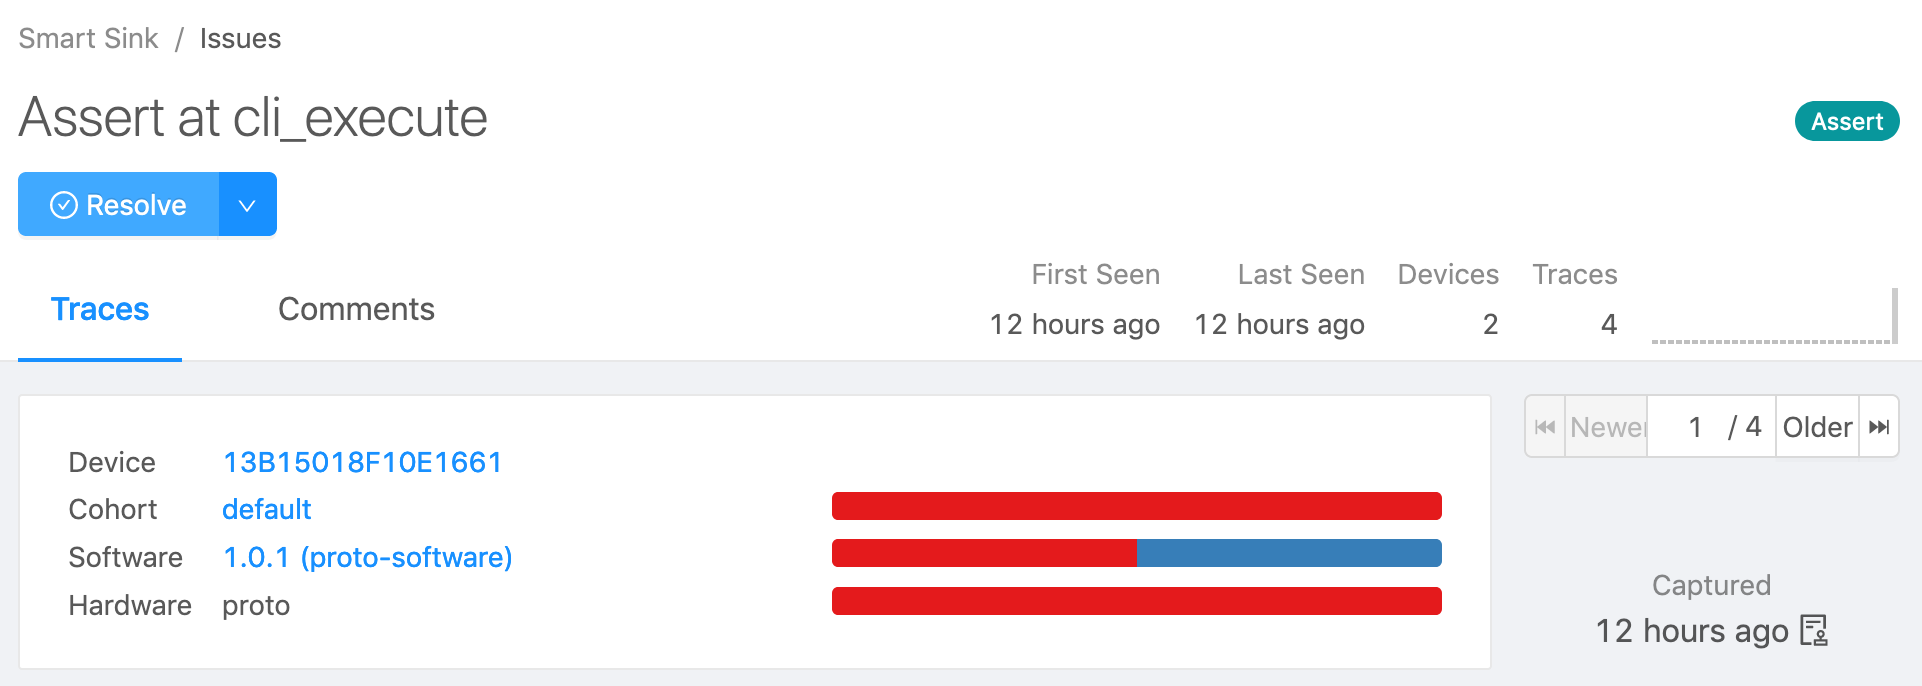 Smart Sink / Issues
Assert at cli_execute
Assert
Resolve
Traces Comments
First Seen Last Seen Devices Traces
12 hours ago 12 hours ago 2 4
Device 13B15018F10E1661
Cohort default
Software 1.0.1 (proto-software)
Hardware proto
Newer 1 / 4 Older
Captured
12 hours ago